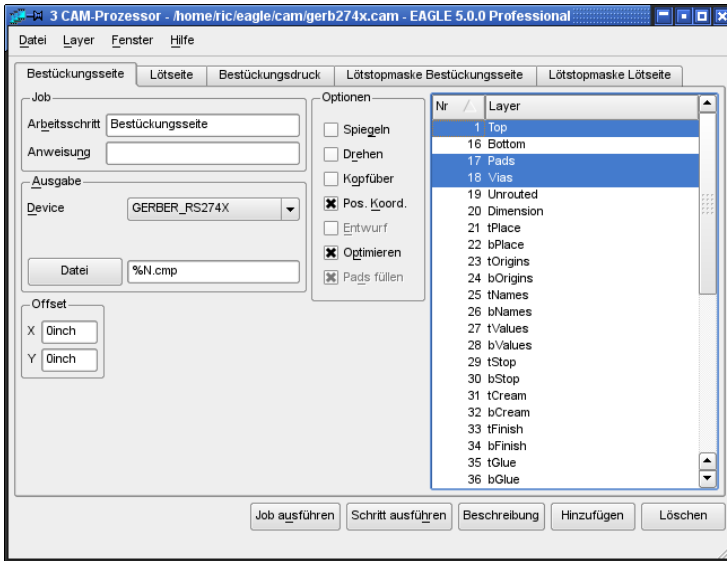 3 CAM-Prozessor - /home/ric/eagle/cam/gerb274x.cam - EAGLE 5.0.0 Professional
Datei Layer Fenster Hilfe
Bestückungsseite Lötseite Bestückungsdruck Lötstopmaske Bestückungsseite Lötstopmaske Lötseite
Job
Arbeitsschritt Bestückungsseite
Anweisung
Ausgabe
Device GERBER_RS274X
Datei %N.cmp
Offset
X 0inch
Y 0inch
Optionen
Spiegeln
Drehen
Kopfüber
Pos. Koord.
Entwurf
Optimieren
Pads füllen
Nr Layer
1 Top
16 Bottom
17 Pads
18 Vias
19 Unrouted
20 Dimension
21 tPlace
22 bPlace
23 tOrigins
24 bOrigins
25 tNames
26 bNames
27 tValues
28 bValues
29 tStop
30 bStop
31 tCream
32 bCream
33 tFinish
34 bFinish
35 tGlue
36 bGlue
Job ausführen Schritt ausführen Beschreibung Hinzufügen Löschen